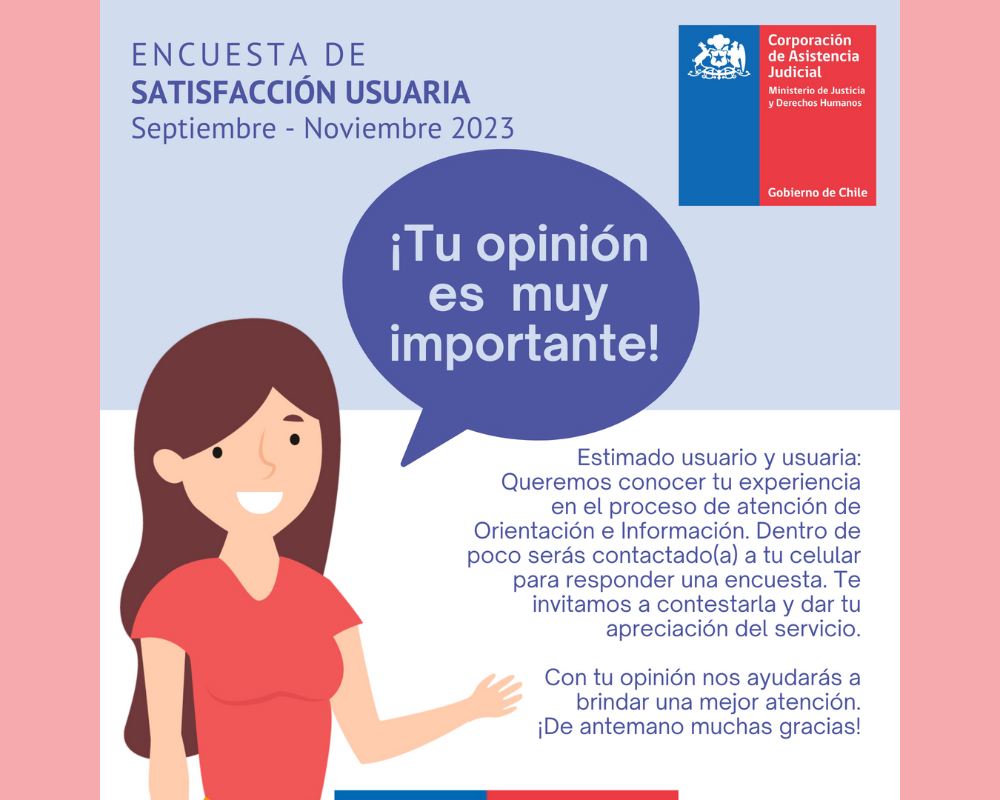 ENCUESTA DE
SATISFACCIÓN USUARIA
Septiembre - Noviembre 2023
Corporación
de Asistencia
Judicial
Ministerio de Justicia
y Derechos Humanos
Gobierno de Chile
¡Tu opinión
es muy
importante!
Estimado usuario y usuaria:
Queremos conocer tu experiencia
en el proceso de atención de
Orientación e Información. Dentro de
poco serás contactado(a) a tu celular
para responder una encuesta. Te
invitamos a contestarla y dar tu
apreciación del servicio.
Con tu opinión nos ayudarás a
brindar una mejor atención.
¡De antemano muchas gracias!